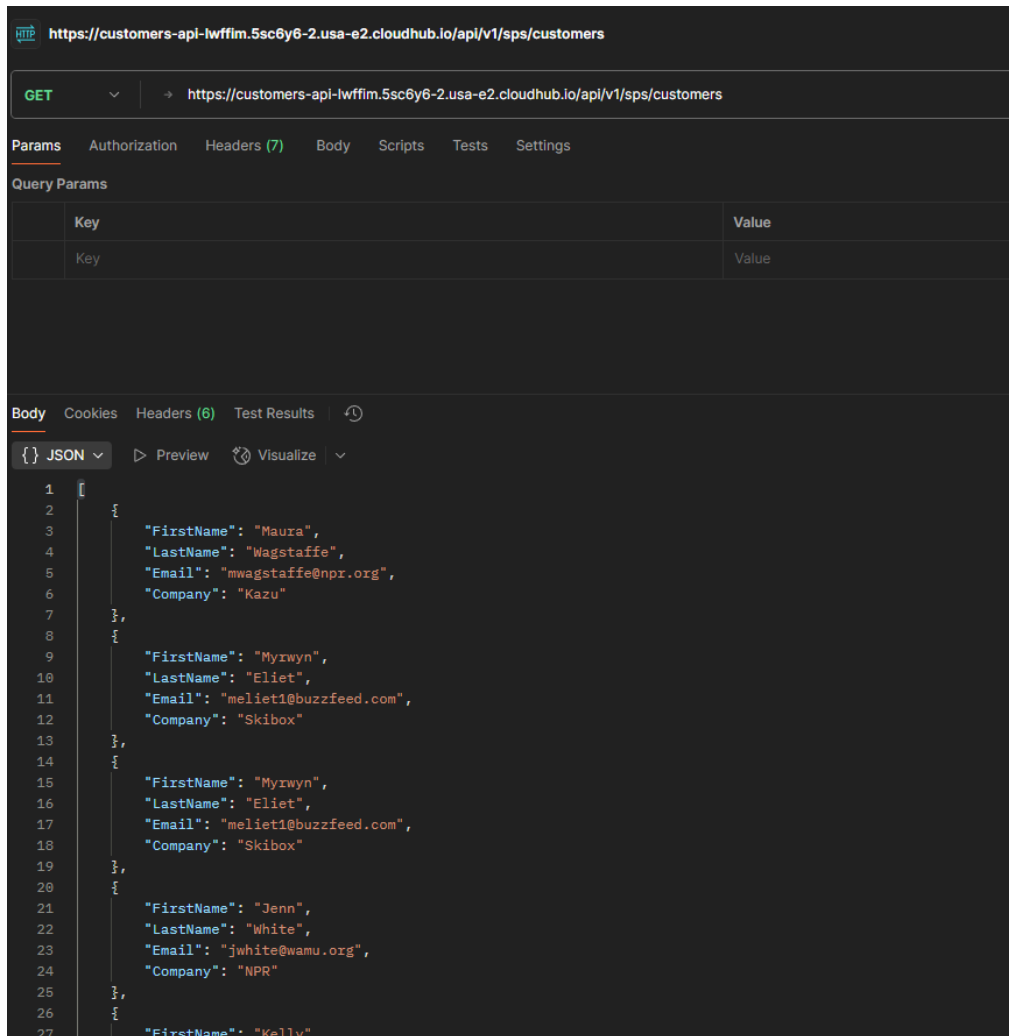 HTTP https://customers-api-lwffim.5sc6y6-2.usa-e2.cloudhub.io/api/v1/sps/customers
GET https://customers-api-lwffim.5sc6y6-2.usa-e2.cloudhub.io/api/v1/sps/customers
Params Authorization Headers (7) Body Scripts Tests Settings
Query Params
Key Value
Key Value
Body Cookies Headers (6) Test Results
{} JSON Preview Visualize
1 [
2 {
3 "FirstName": "Maura",
4 "LastName": "Wagstaffe",
5 "Email": "mwagstaffe@npr.org",
6 "Company": "Kazu"
7 },
8 {
9 "FirstName": "Myrwyn",
10 "LastName": "Eliet",
11 "Email": "meliet1@buzzfeed.com",
12 "Company": "Skibox"
13 },
14 {
15 "FirstName": "Myrwyn",
16 "LastName": "Eliet",
17 "Email": "meliet1@buzzfeed.com",
18 "Company": "Skibox"
19 },
20 {
21 "FirstName": "Jenn",
22 "LastName": "White",
23 "Email": "jwhite@wamu.org",
24 "Company": "NPR"
25 },
26 {
27 "FirstName": "Kelly"